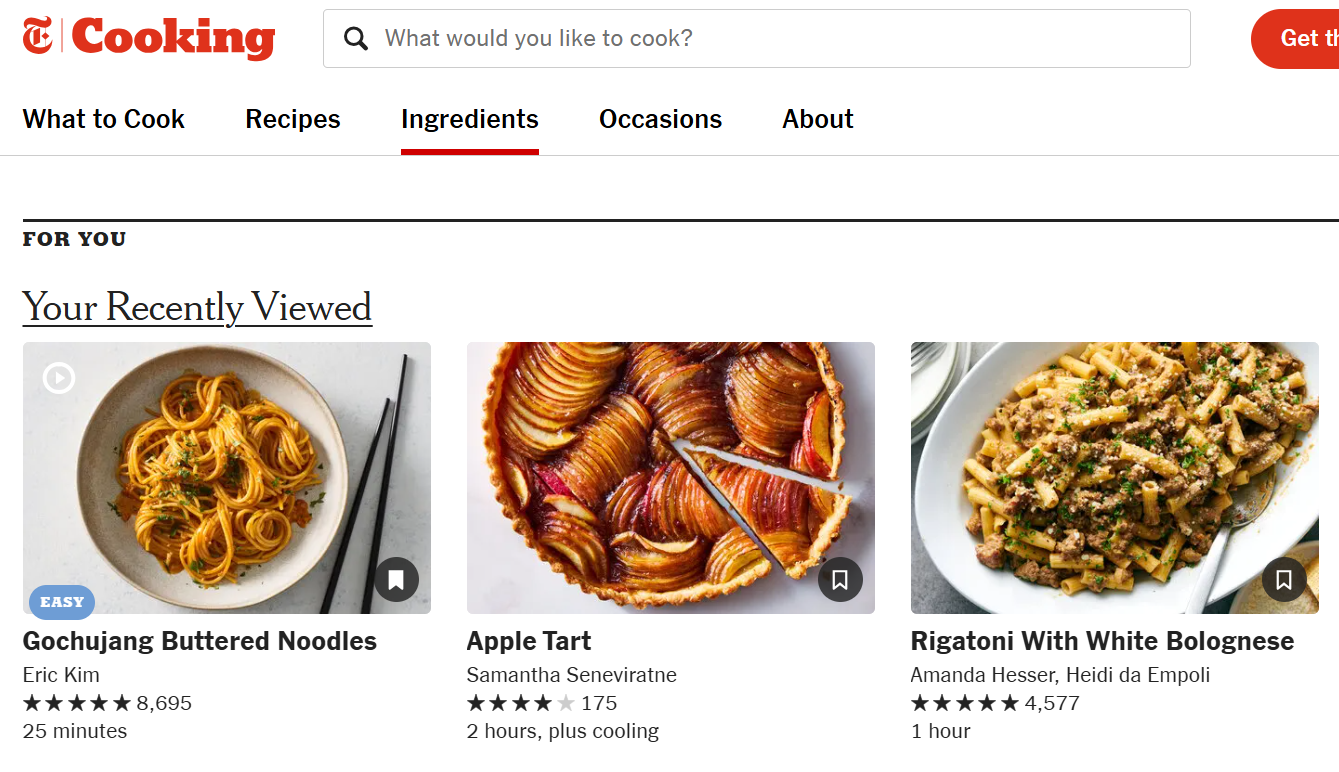 T Cooking
What would you like to cook?
Get th
What to Cook Recipes Ingredients Occasions About
FOR YOU
Your Recently Viewed
EASY
Gochujang Buttered Noodles
Eric Kim
★★★★★ 8,695
25 minutes
Apple Tart
Samantha Seneviratne
★★★★★ 175
2 hours, plus cooling
Rigatoni With White Bolognese
Amanda Hesser, Heidi da Empoli
★★★★★ 4,577
1 hour